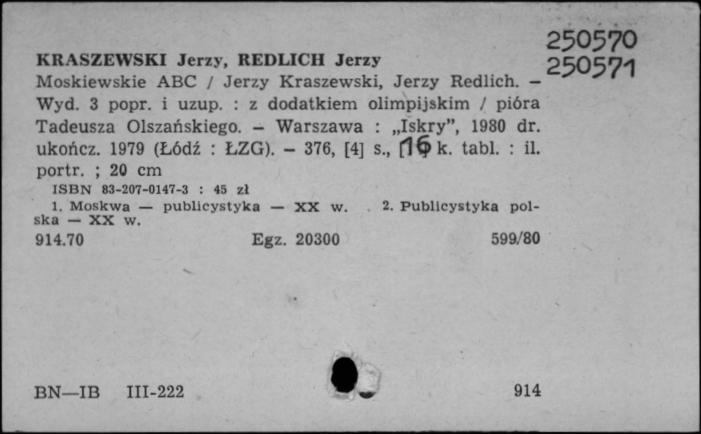 250570
KRASZEWSKI Jerzy, REDLICH Jerzy
250571
Moskiewskie ABC / Jerzy Kraszewski, Jerzy Redlich. –
Wyd. 3 popr. i uzup. : z dodatkiem olimpijskim / pióra
Tadeusza Olszańskiego. – Warszawa : „Iskry”, 1980 dr.
ukończ. 1979 (Łódź : ŁZG). – 376, [4] s., [16 k. tabl. : il.
portr. ; 20 cm
ISBN 83-207-0147-3 : 45 zł
1. Moskwa — publicystyka — XX w. 2. Publicystyka pol-
ska — XX w.
914.70 Egz. 20300 599/80
BN—IB III-222 914